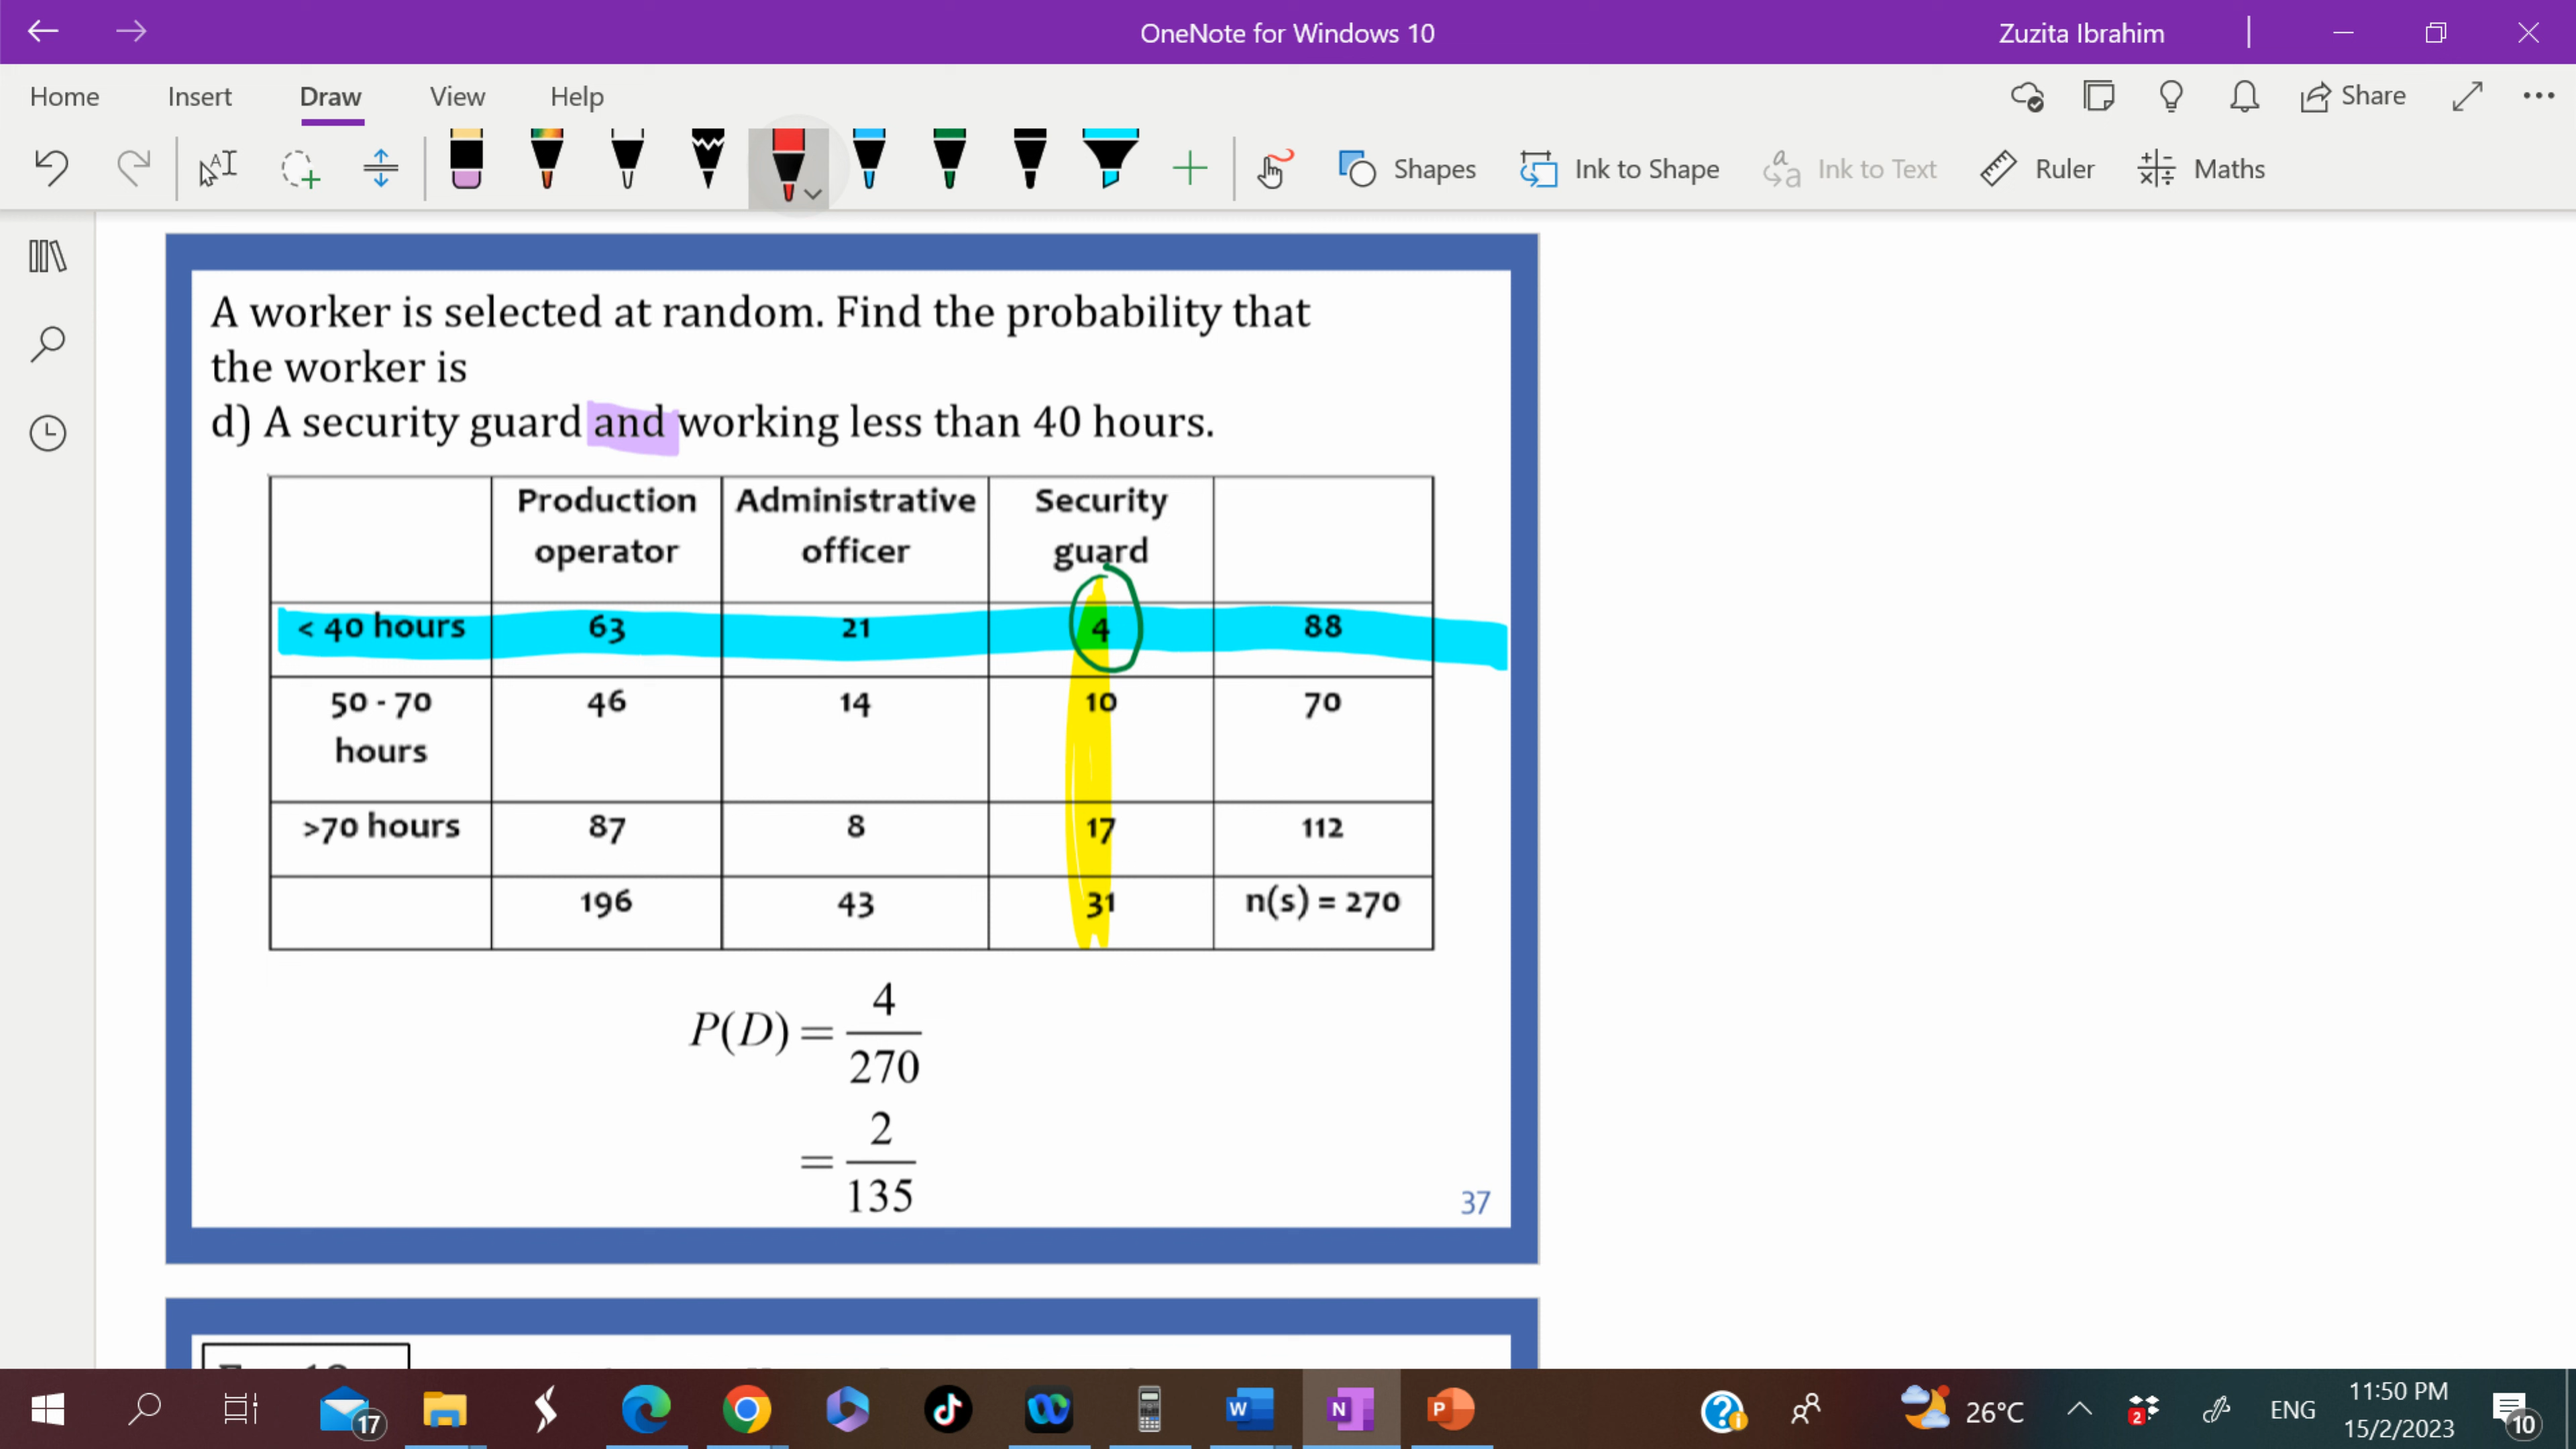 OneNote for Windows 10
Zuzita Ibrahim
Home Insert Draw View Help
Share
Shapes Ink to Shape Ink to Text Ruler Maths
A worker is selected at random. Find the probability that
the worker is
d) A security guard and working less than 40 hours.
Production operator Administrative officer Security guard
< 40 hours 63 21 4 88
50 - 70 hours 46 14 10 70
>70 hours 87 8 17 112
196 43 31 n(s) = 270
P(D) = 4/270
= 2/135
37
17
26°C
2
ENG
11:50 PM
15/2/2023
10